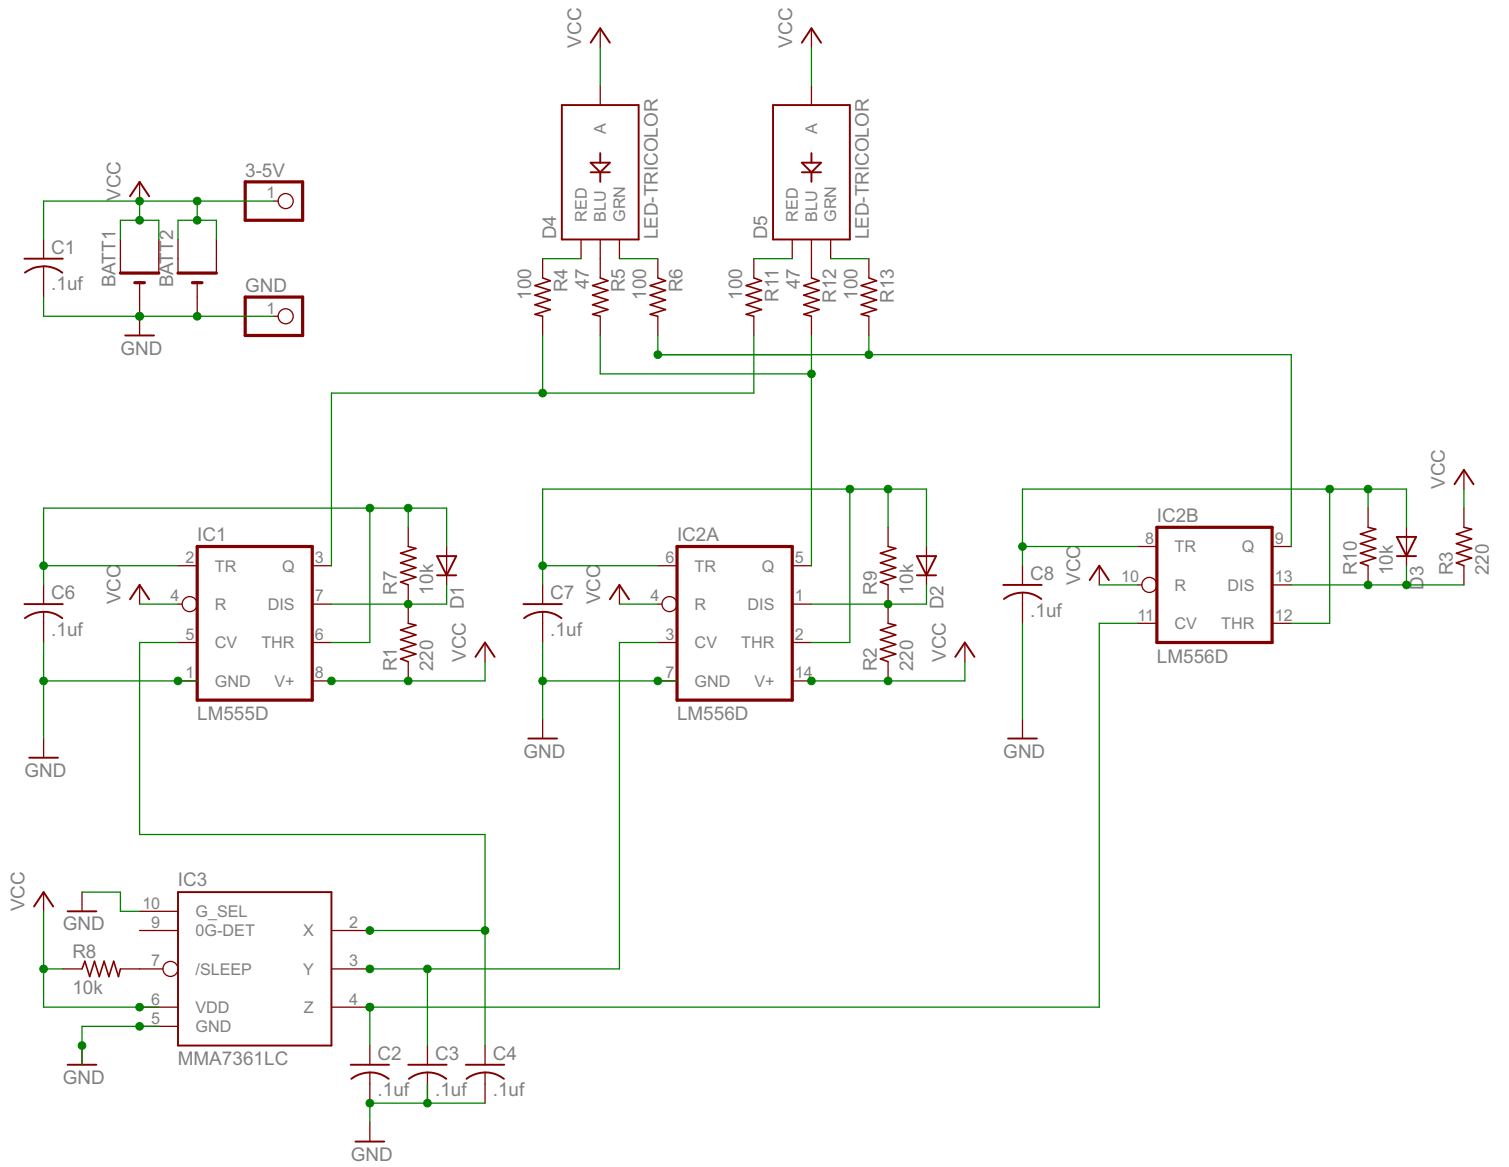 VCC
VCC
A
RED
BLU
GRN
D4
LED-TRICOLOR
A
RED
BLU
GRN
D5
LED-TRICOLOR
VCC
3-5V
1
C1
.1uf
BATT1
BATT2
GND
1
GND
100
R4
47
R5
100
R6
100
R11
47
R12
100
R13
IC1
2 TR Q 3
4 R DIS 7
5 CV THR 6
1 GND V+ 8
LM555D
VCC
C6
.1uf
R7
10k
D1
R1
220
VCC
GND
IC2A
6 TR Q 5
4 R DIS 1
3 CV THR 2
7 GND V+ 14
LM556D
VCC
C7
.1uf
R9
10k
D2
R2
220
VCC
GND
IC2B
8 TR Q 9
10 R DIS 13
11 CV THR 12
LM556D
VCC
C8
.1uf
R10
10k
D3
R3
220
VCC
GND
IC3
10 G_SEL
9 0G-DET
X 2
7 /SLEEP
Y 3
6 VDD
Z 4
5 GND
MMA7361LC
VCC
GND
R8
10k
GND
C2
.1uf
C3
.1uf
C4
.1uf
GND